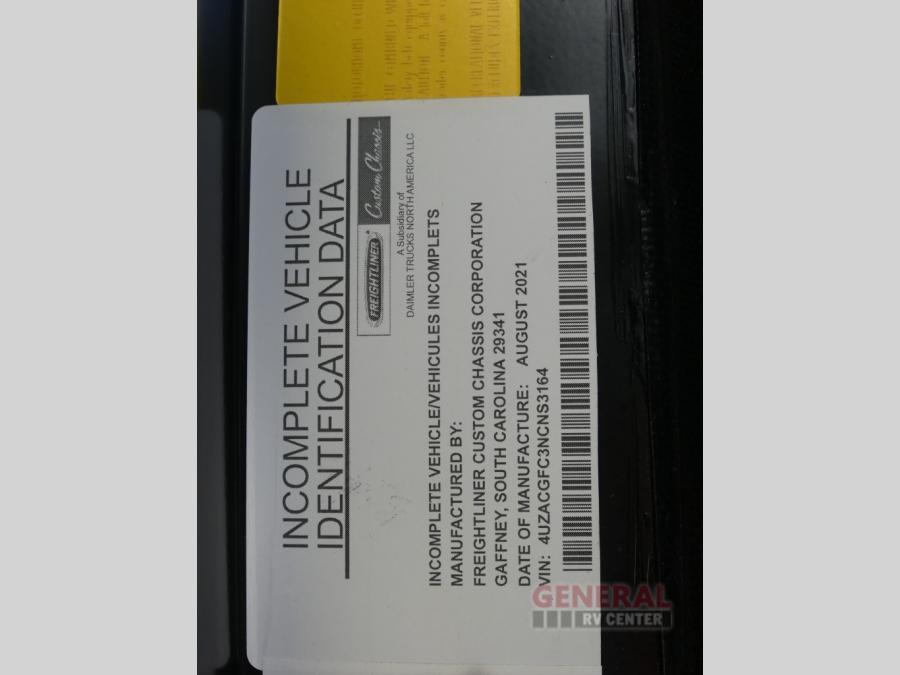 INCOMPLETE VEHICLE
IDENTIFICATION DATA
FREIGHTLINER Custom Chassis
A Subsidiary of
DAIMLER TRUCKS NORTH AMERICA LLC
INCOMPLETE VEHICLE/VEHICULES INCOMPLETS
MANUFACTURED BY:
FREIGHTLINER CUSTOM CHASSIS CORPORATION
GAFFNEY, SOUTH CAROLINA 29341
DATE OF MANUFACTURE: AUGUST 2021
VIN: 4UZACGFC3NCNS3164
GENERAL
RV CENTER